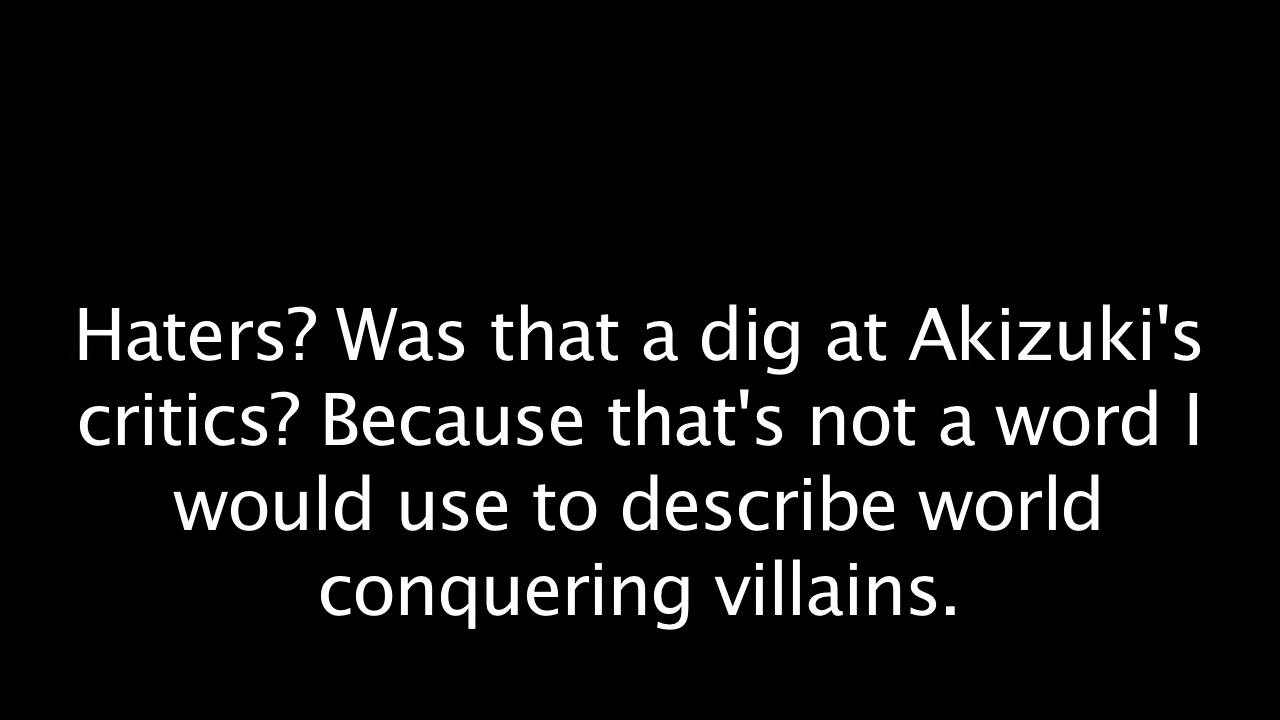 Haters? Was that a dig at Akizuki's
critics? Because that's not a word I
would use to describe world
conquering villains.